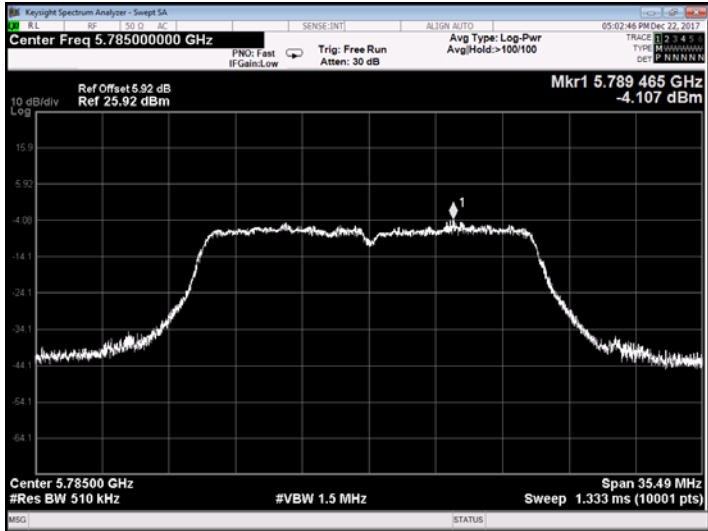 Keysight Spectrum Analyzer - Swept SA
RL RF 50 Ω AC SENSE:INT ALIGN AUTO 05:02:46 PM Dec 22, 2017
Center Freq 5.785000000 GHz
PNO: Fast
IFGain:Low
Trig: Free Run
Atten: 30 dB
Avg Type: Log-Pwr
Avg|Hold:>100/100
TRACE 1 2 3 4 5 6
TYPE M WWWWW
DET P N N N N N
Ref Offset 5.92 dB
Ref 25.92 dBm
10 dB/div
Log
Mkr1 5.789 465 GHz
-4.107 dBm
15.9
5.92
-4.08
-14.1
-24.1
-34.1
-44.1
-54.1
-64.1
1
Center 5.78500 GHz
#Res BW 510 kHz
#VBW 1.5 MHz
Span 35.49 MHz
Sweep 1.333 ms (10001 pts)
MSG
STATUS